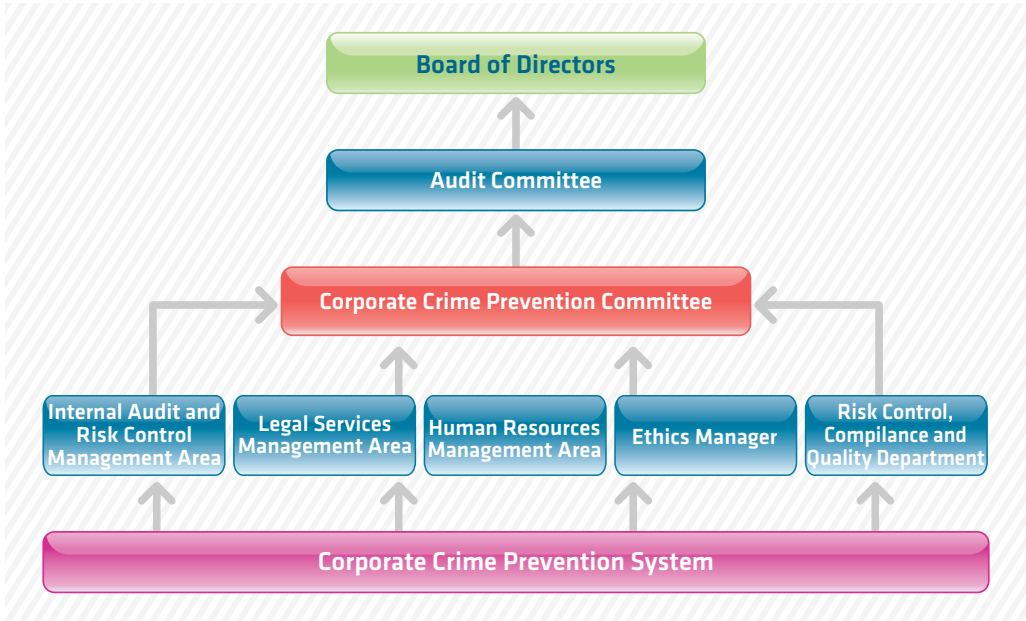 Board of Directors
Audit Committee
Corporate Crime Prevention Committee
Internal Audit and
Risk Control
Management Area
Legal Services
Management Area
Human Resources
Management Area
Ethics Manager
Risk Control,
Compilance and
Quality Department
Corporate Crime Prevention System